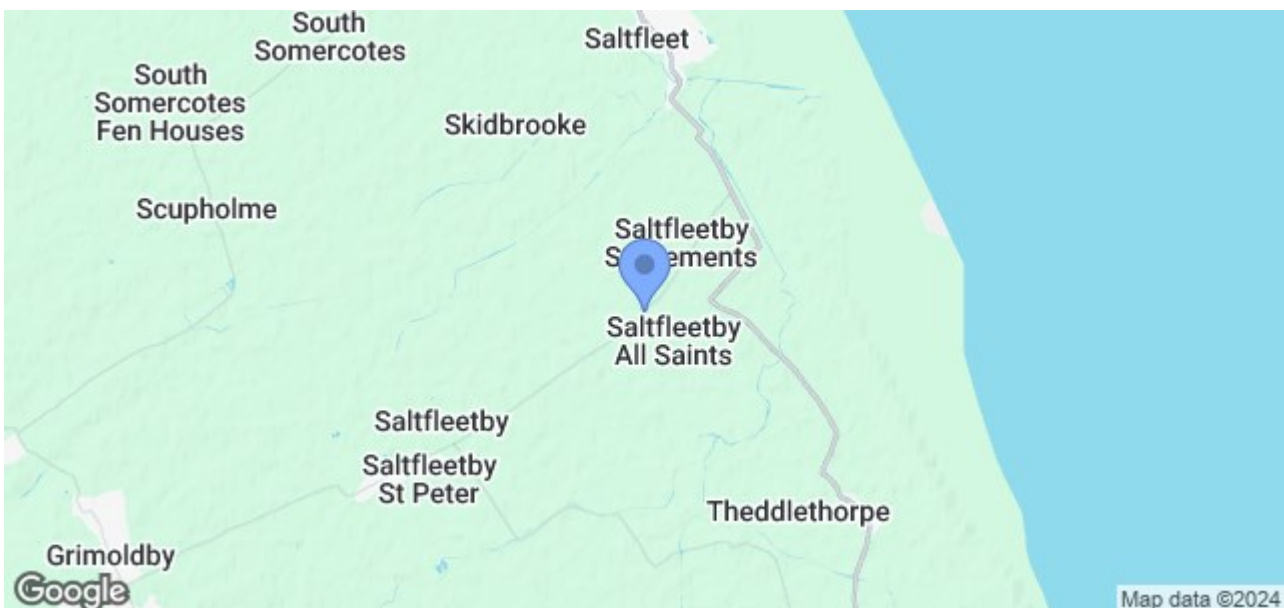 South
Somercotes
Saltfleet
South
Somercotes
Fen Houses
Skidbrooke
Scupholme
Saltfleetby
Saltfleetby
All Saints
Saltfleetby
Saltfleetby
St Peter
Theddlethorpe
Grimoldby
Google
Map data ©2024